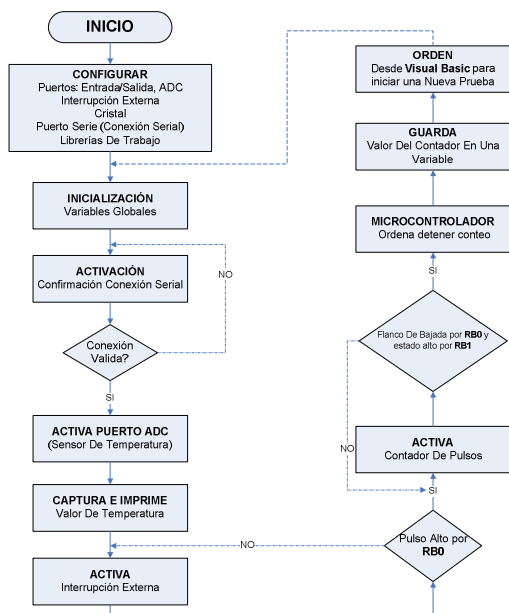 INICIO
CONFIGURAR
Puertos: Entrada/Salida, ADC
Interrupción Externa
Cristal
Puerto Serie (Conexión Serial)
Librerías De Trabajo
INICIALIZACIÓN
Variables Globales
ACTIVACIÓN
Confirmación Conexión Serial
NO
Conexión
Valida?
SI
ACTIVA PUERTO ADC
(Sensor De Temperatura)
CAPTURA E IMPRIME
Valor De Temperatura
NO
ACTIVA
Interrupción Externa
ORDEN
Desde Visual Basic para
iniciar una Nueva Prueba
GUARDA
Valor Del Contador En Una
Variable
MICROCONTROLADOR
Ordena detener conteo
SI
Flanco De Bajada por RB0 y
estado alto por RB1
NO
ACTIVA
Contador De Pulsos
SI
Pulso Alto por
RB0